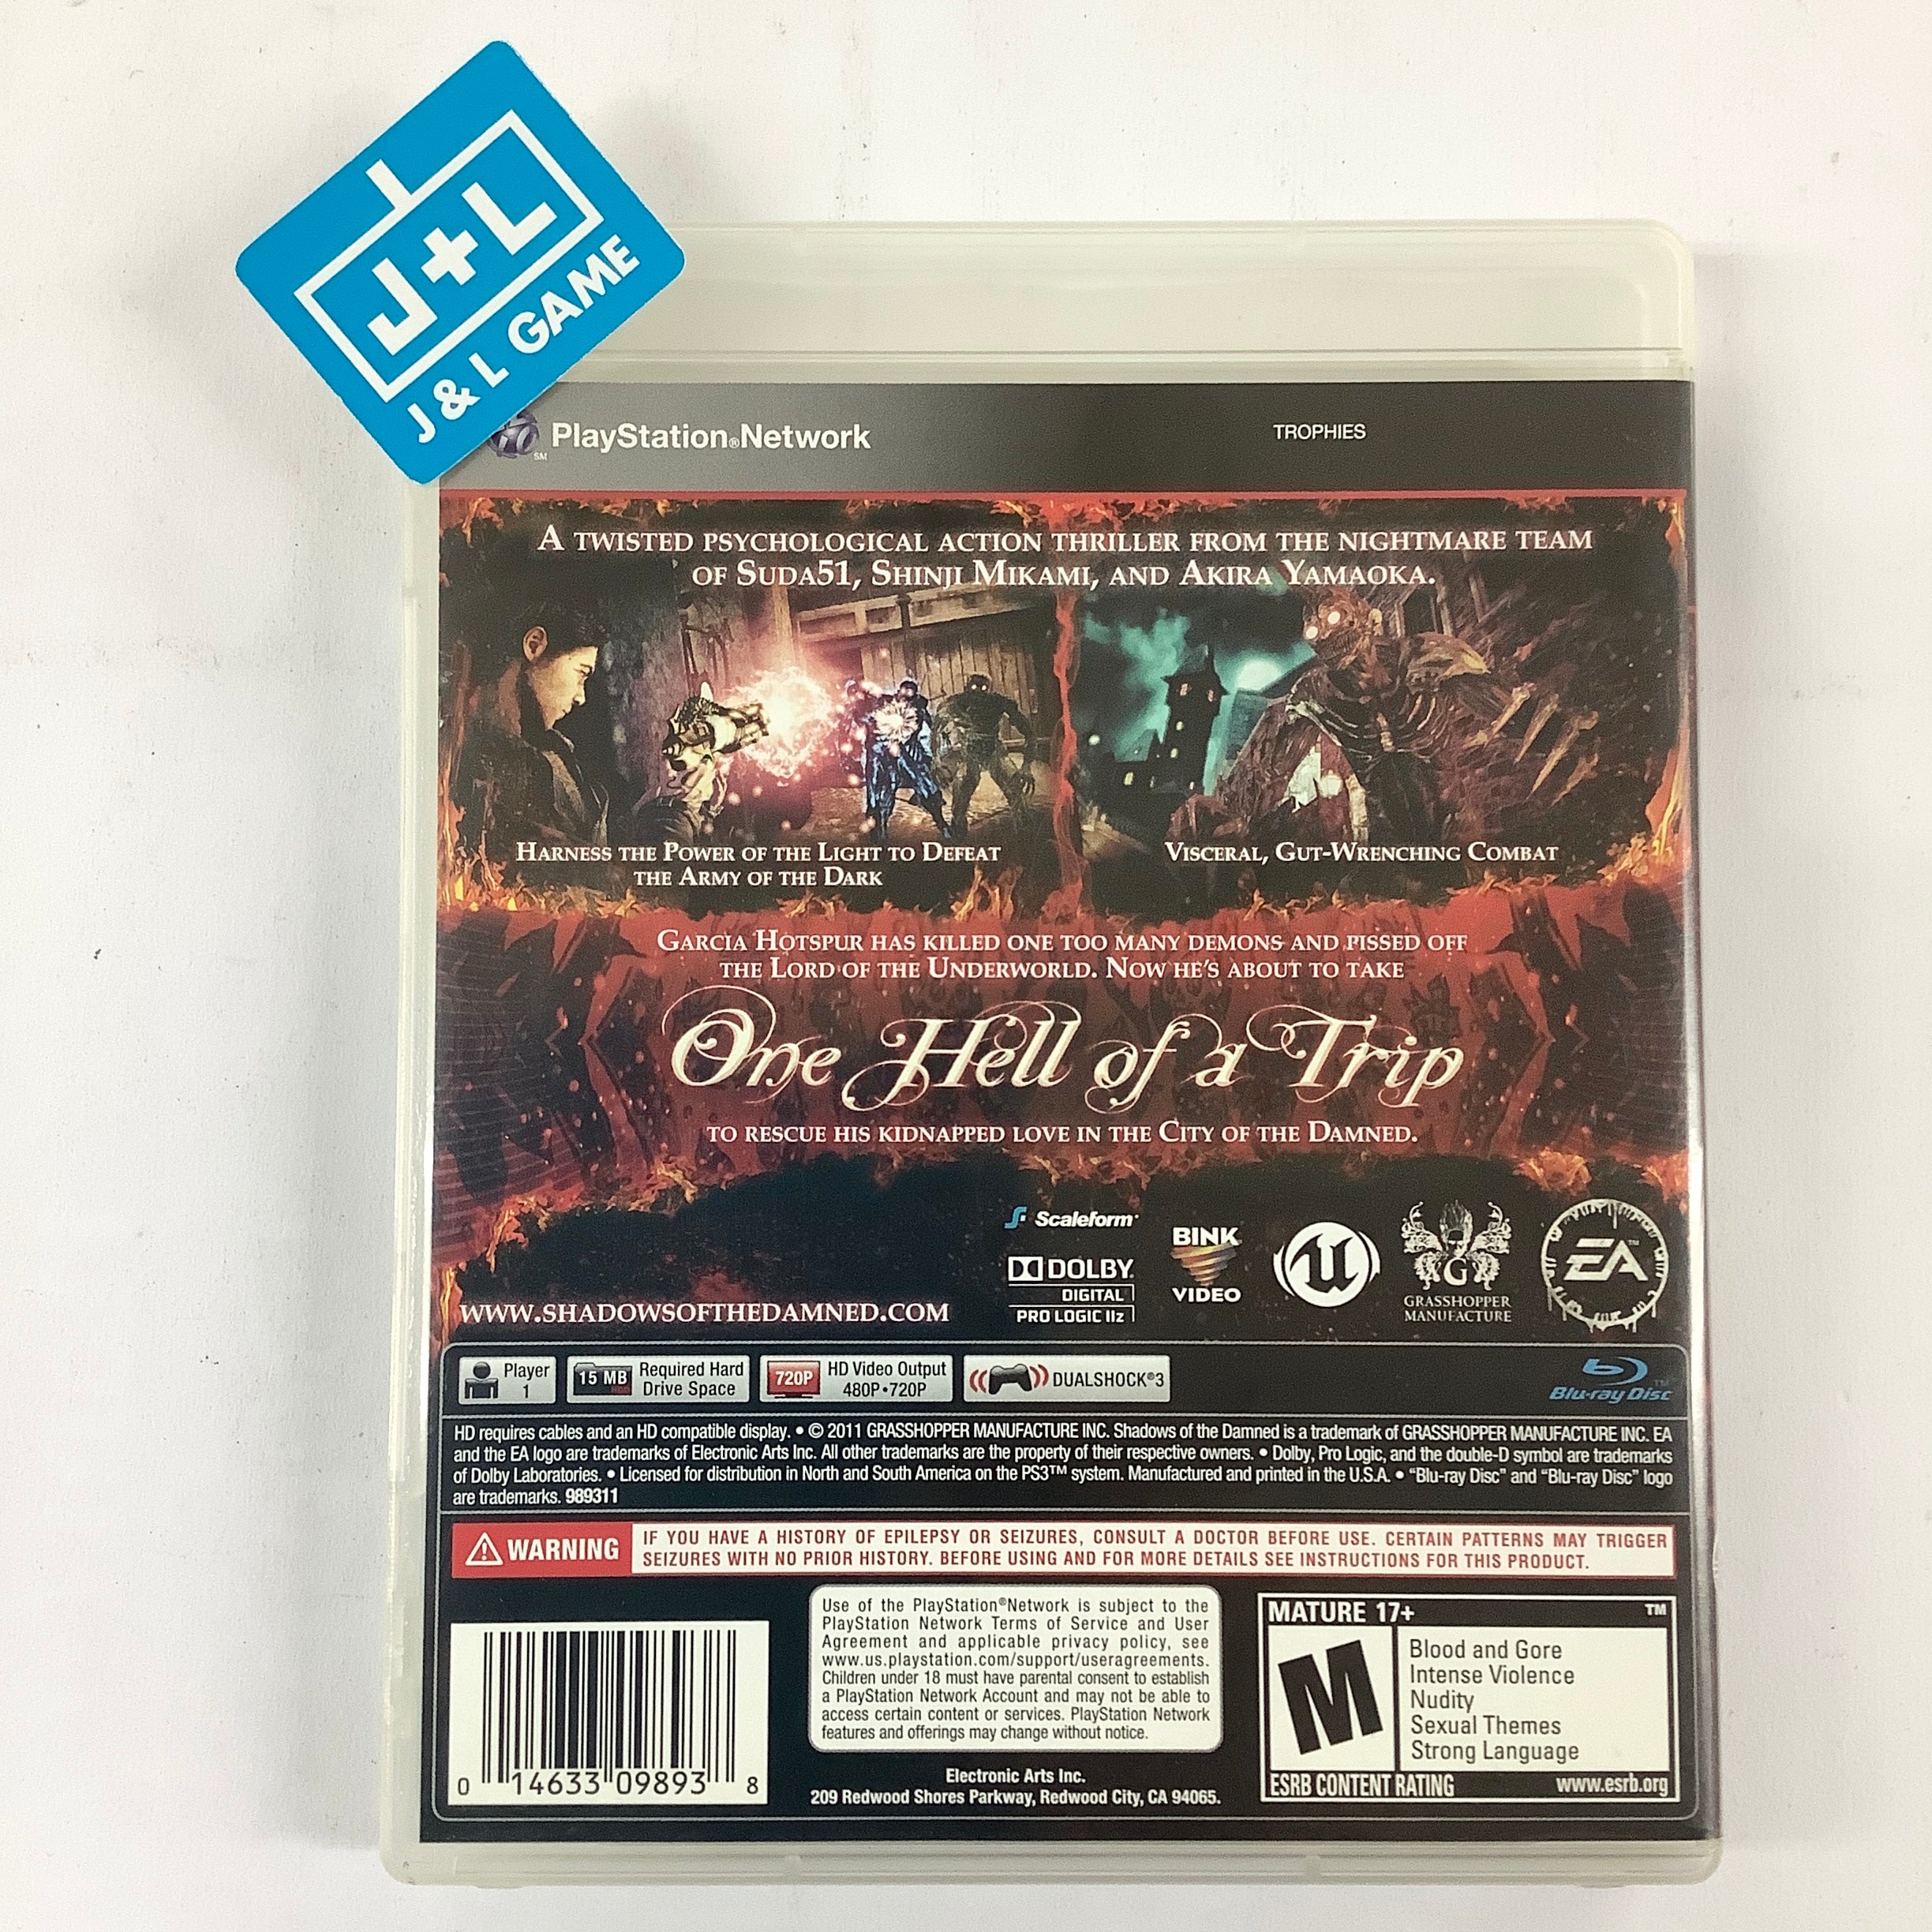 J+L
J & L GAME
PlayStation®Network
SM
TROPHIES
A TWISTED PSYCHOLOGICAL ACTION THRILLER FROM THE NIGHTMARE TEAM
OF SUDA51, SHINJI MIKAMI, AND AKIRA YAMAOKA.
HARNESS THE POWER OF THE LIGHT TO DEFEAT
THE ARMY OF THE DARK
VISCERAL, GUT-WRENCHING COMBAT
GARCIA HOTSPUR HAS KILLED ONE TOO MANY DEMONS AND PISSED OFF
THE LORD OF THE UNDERWORLD. NOW HE'S ABOUT TO TAKE
One Hell of a Trip
TO RESCUE HIS KIDNAPPED LOVE IN THE CITY OF THE DAMNED.
WWW.SHADOWSOFTHEDAMNED.COM
Scaleform
DOLBY
DIGITAL
PRO LOGIC IIz
BINK
VIDEO
U
G
GRASSHOPPER
MANUFACTURE
EA™
Player
1
15 MB
HDD
Required Hard
Drive Space
720P
HD Video Output
480P•720P
DUALSHOCK®3
Blu-ray Disc™
HD requires cables and an HD compatible display. • © 2011 GRASSHOPPER MANUFACTURE INC. Shadows of the Damned is a trademark of GRASSHOPPER MANUFACTURE INC. EA
and the EA logo are trademarks of Electronic Arts Inc. All other trademarks are the property of their respective owners. • Dolby, Pro Logic, and the double-D symbol are trademarks
of Dolby Laboratories. • Licensed for distribution in North and South America on the PS3™ system. Manufactured and printed in the U.S.A. • "Blu-ray Disc" and "Blu-ray Disc" logo
are trademarks. 989311
WARNING
IF YOU HAVE A HISTORY OF EPILEPSY OR SEIZURES, CONSULT A DOCTOR BEFORE USE. CERTAIN PATTERNS MAY TRIGGER
SEIZURES WITH NO PRIOR HISTORY. BEFORE USING AND FOR MORE DETAILS SEE INSTRUCTIONS FOR THIS PRODUCT.
0 14633 09893 8
Use of the PlayStation®Network is subject to the
PlayStation Network Terms of Service and User
Agreement and applicable privacy policy, see
www.us.playstation.com/support/useragreements.
Children under 18 must have parental consent to establish
a PlayStation Network Account and may not be able to
access certain content or services. PlayStation Network
features and offerings may change without notice.
Electronic Arts Inc.
209 Redwood Shores Parkway, Redwood City, CA 94065.
MATURE 17+ ™
M
Blood and Gore
Intense Violence
Nudity
Sexual Themes
Strong Language
ESRB CONTENT RATING www.esrb.org